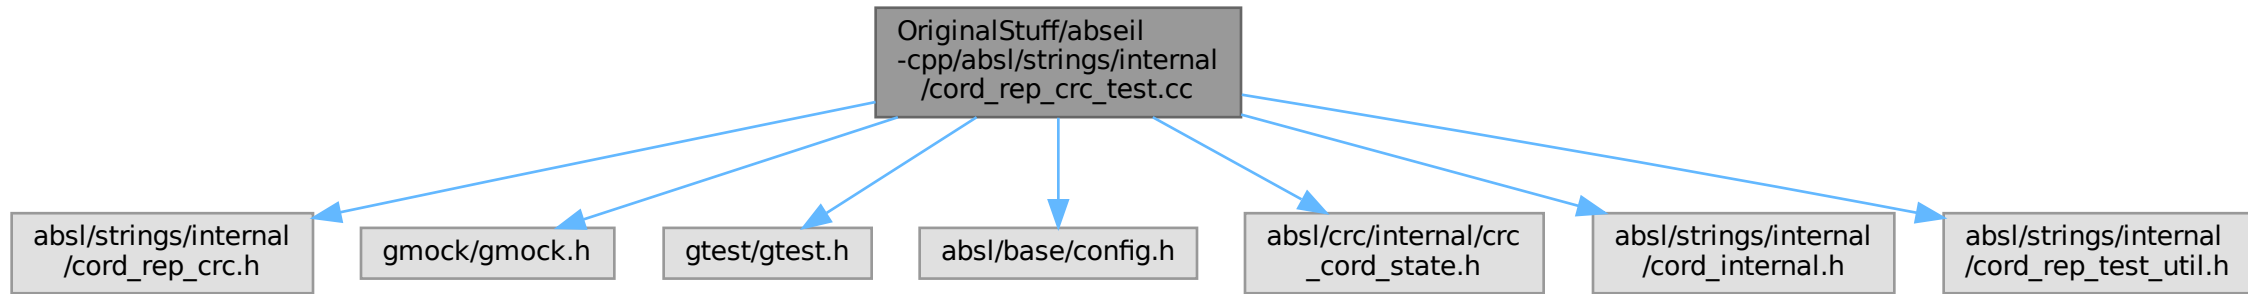 OriginalStuff/abseil
-cpp/absl/strings/internal
/cord_rep_crc_test.cc
absl/strings/internal
/cord_rep_crc.h
gmock/gmock.h
gtest/gtest.h
absl/base/config.h
absl/crc/internal/crc
_cord_state.h
absl/strings/internal
/cord_internal.h
absl/strings/internal
/cord_rep_test_util.h